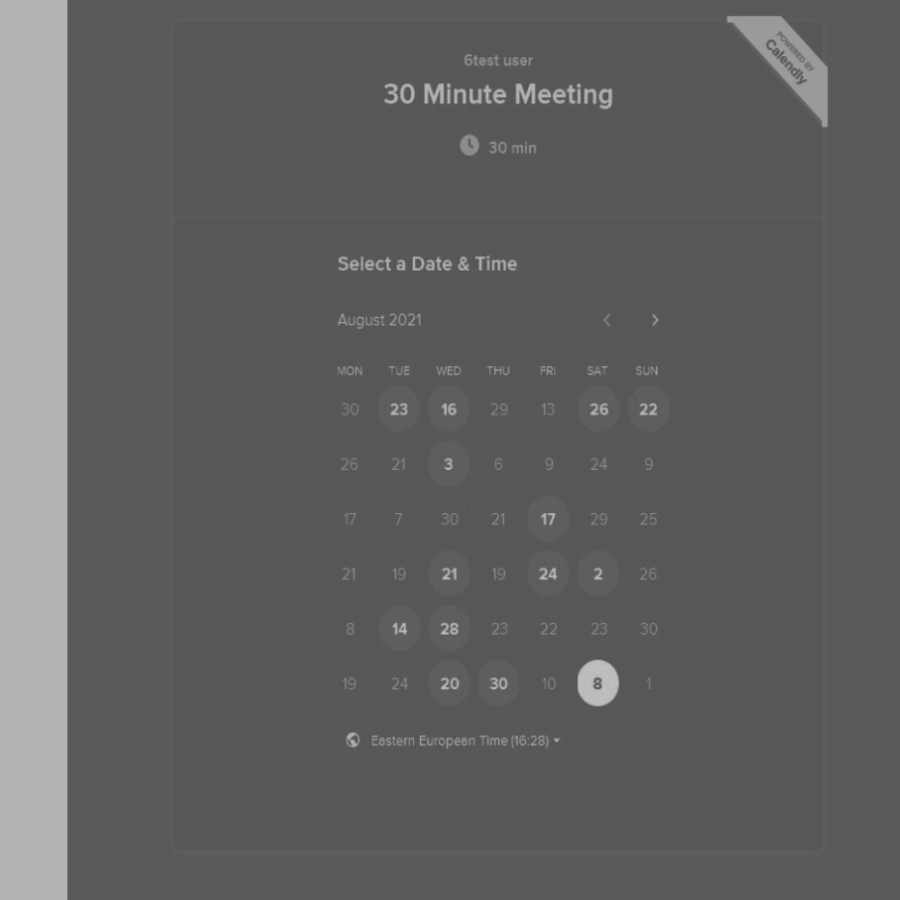 POWERED BY
Calendly
6test user
30 Minute Meeting
30 min
Select a Date & Time
August 2021
MON TUE WED THU FRI SAT SUN
30 23 16 29 13 26 22
26 21 3 6 9 24 9
17 7 30 21 17 29 25
21 19 21 19 24 2 26
8 14 28 23 22 23 30
19 24 20 30 10 8 1
Eastern European Time (16:28)